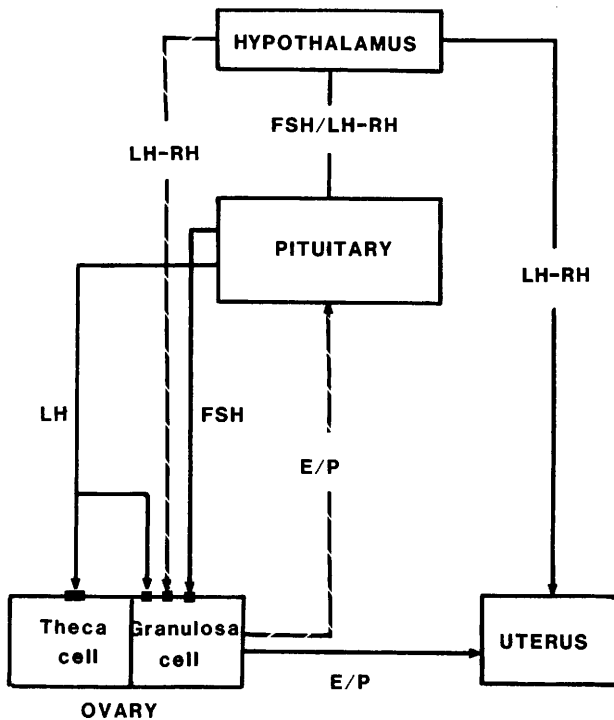 HYPOTHALAMUS
FSH/LH-RH
LH-RH
PITUITARY
LH-RH
LH
FSH
E/P
Theca
cell
Granulosa
cell
UTERUS
E/P
OVARY